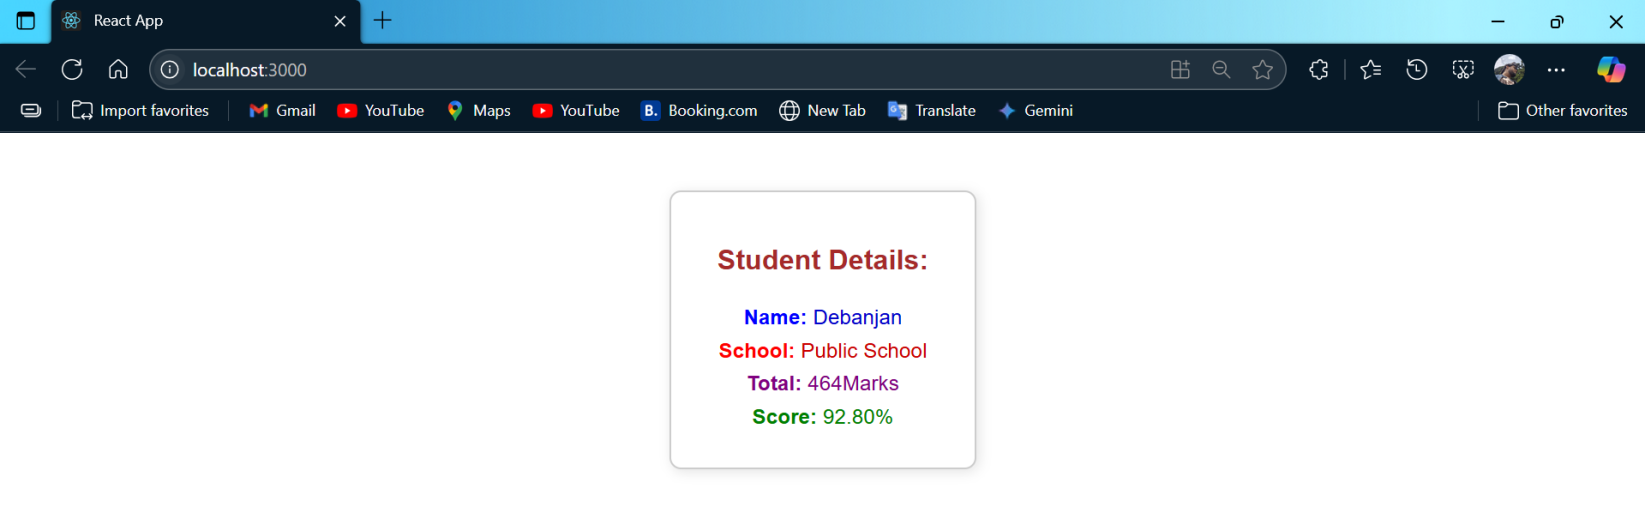 React App
localhost:3000
Import favorites Gmail YouTube Maps YouTube B. Booking.com New Tab Translate Gemini Other favorites
Student Details:
Name: Debanjan
School: Public School
Total: 464Marks
Score: 92.80%